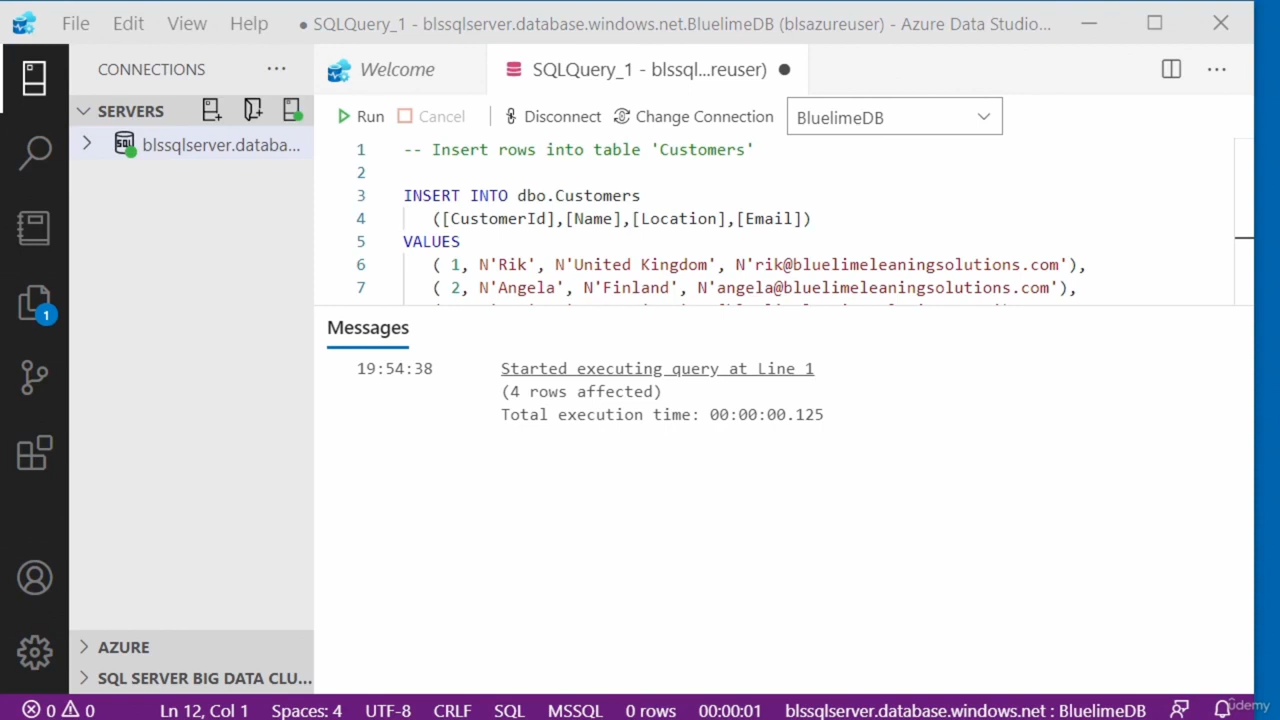 File Edit View Help ● SQLQuery_1 - blssqlserver.database.windows.net.BluelimeDB (blsazureuser) - Azure Data Studio...
CONNECTIONS ...
Welcome
SQLQuery_1 - blssql...reuser) ●
SERVERS
Run Cancel Disconnect Change Connection BluelimeDB
blssqlserver.databa...
1 -- Insert rows into table 'Customers'
2
3 INSERT INTO dbo.Customers
4 ([CustomerId],[Name],[Location],[Email])
5 VALUES
6 ( 1, N'Rik', N'United Kingdom', N'rik@bluelimeleaningsolutions.com'),
7 ( 2, N'Angela', N'Finland', N'angela@bluelimeleaningsolutions.com'),
Messages
19:54:38 Started executing query at Line 1
(4 rows affected)
Total execution time: 00:00:00.125
1
AZURE
SQL SERVER BIG DATA CLU...
0 0 Ln 12, Col 1 Spaces: 4 UTF-8 CRLF SQL MSSQL 0 rows 00:00:01 blssqlserver.database.windows.net : BluelimeDB
Udemy